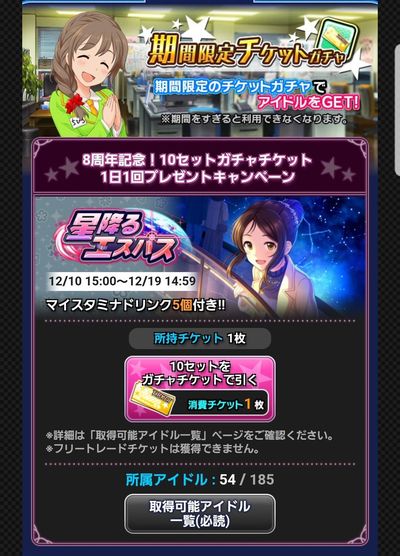 期間限定チケットガチャ
期間限定のチケットガチャで
アイドルをGET!
※期間をすぎると利用できなくなります。
8周年記念！10セットガチャチケット
1日1回プレゼントキャンペーン
星降る
エスパス
12/10 15:00〜12/19 14:59
マイスタミナドリンク5個付き!!
所持チケット 1枚
10セットを
ガチャチケットで引く
消費チケット1枚
※詳細は「取得可能アイドル一覧」ページをご確認ください。
※フリートレードチケットは獲得できません。
所属アイドル : 54 / 185
取得可能アイドル
一覧(必読)